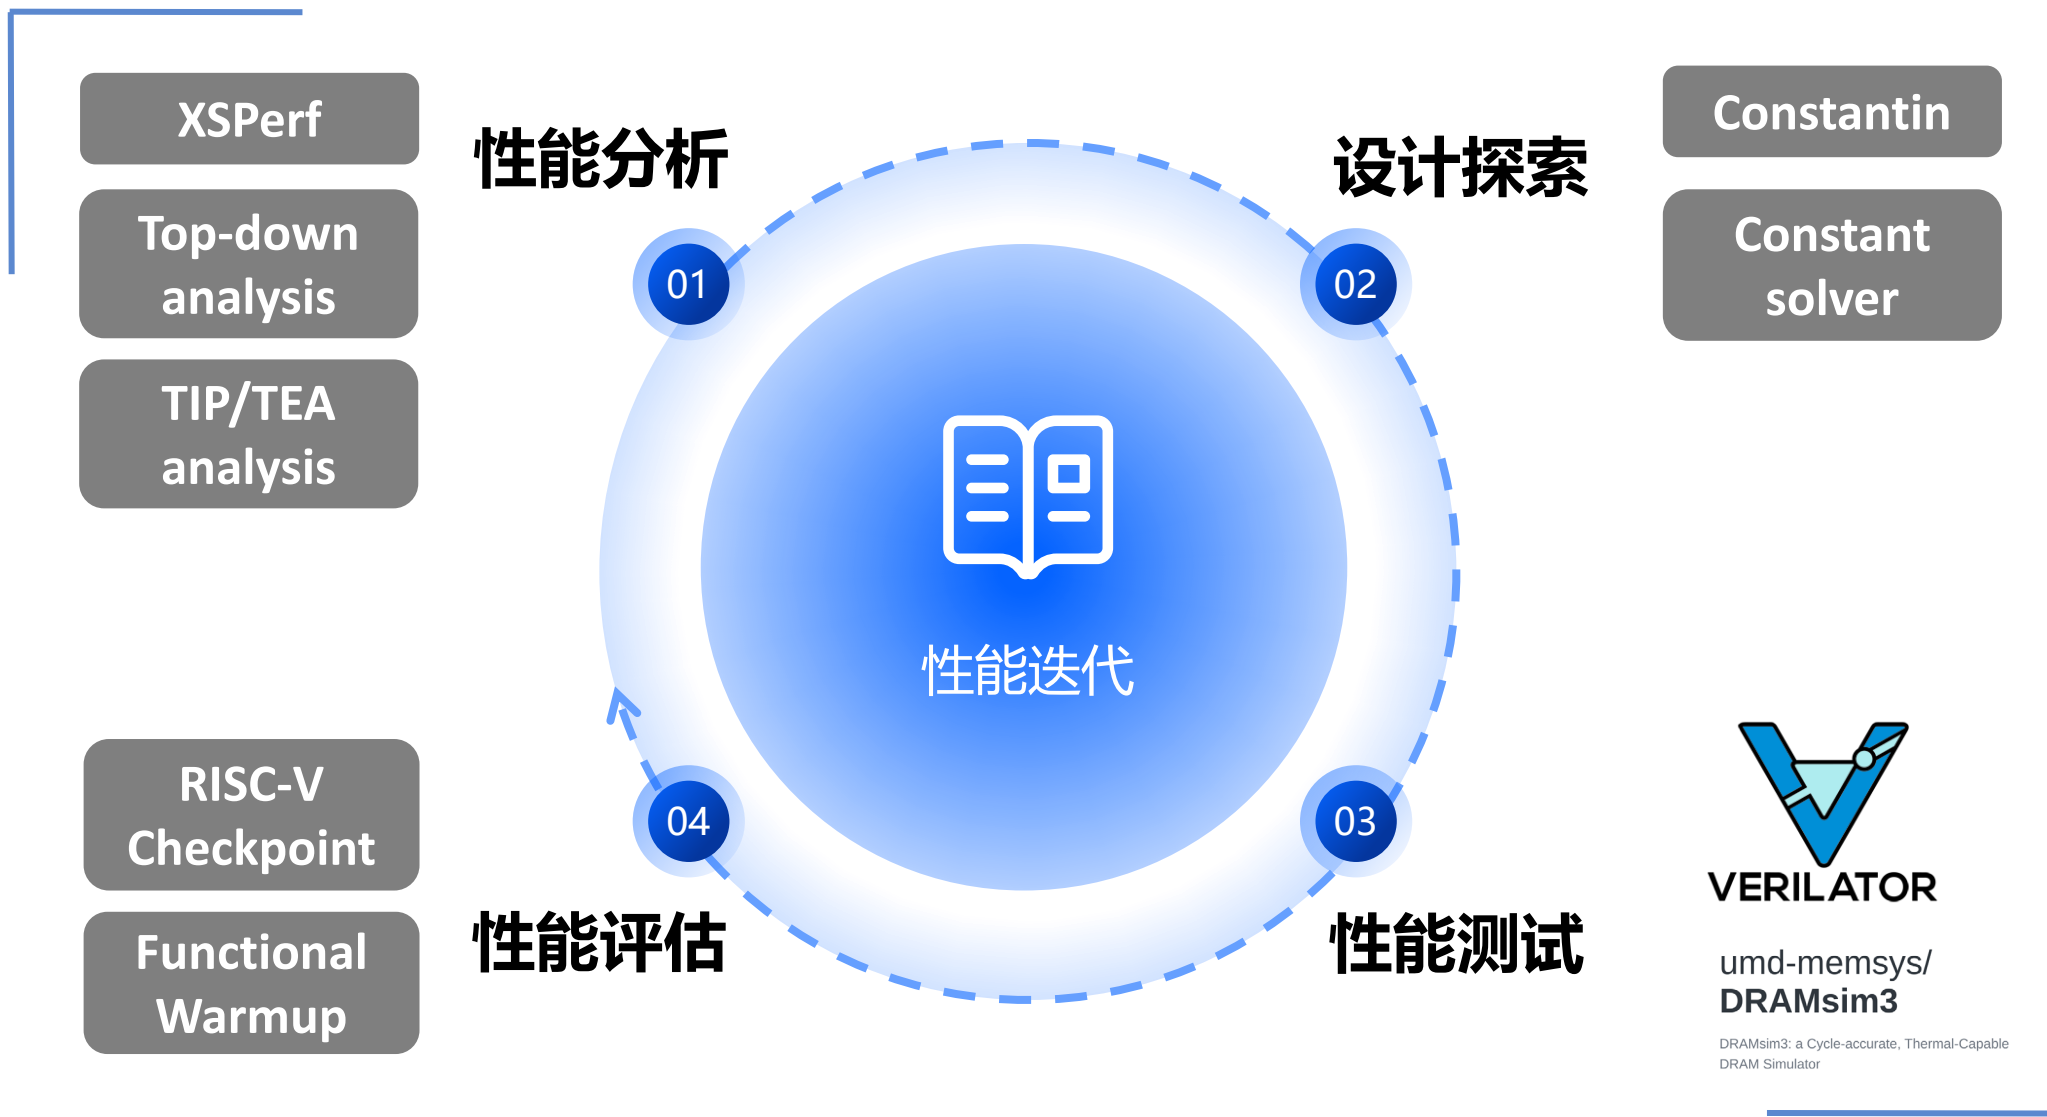 XSPerf
Top-down
analysis
TIP/TEA
analysis
性能分析
01
设计探索
02
Constantin
Constant
solver
性能迭代
RISC-V
Checkpoint
Functional
Warmup
04
性能评估
03
性能测试
VERILATOR
umd-memsys/
DRAMsim3
DRAMsim3: a Cycle-accurate, Thermal-Capable
DRAM Simulator